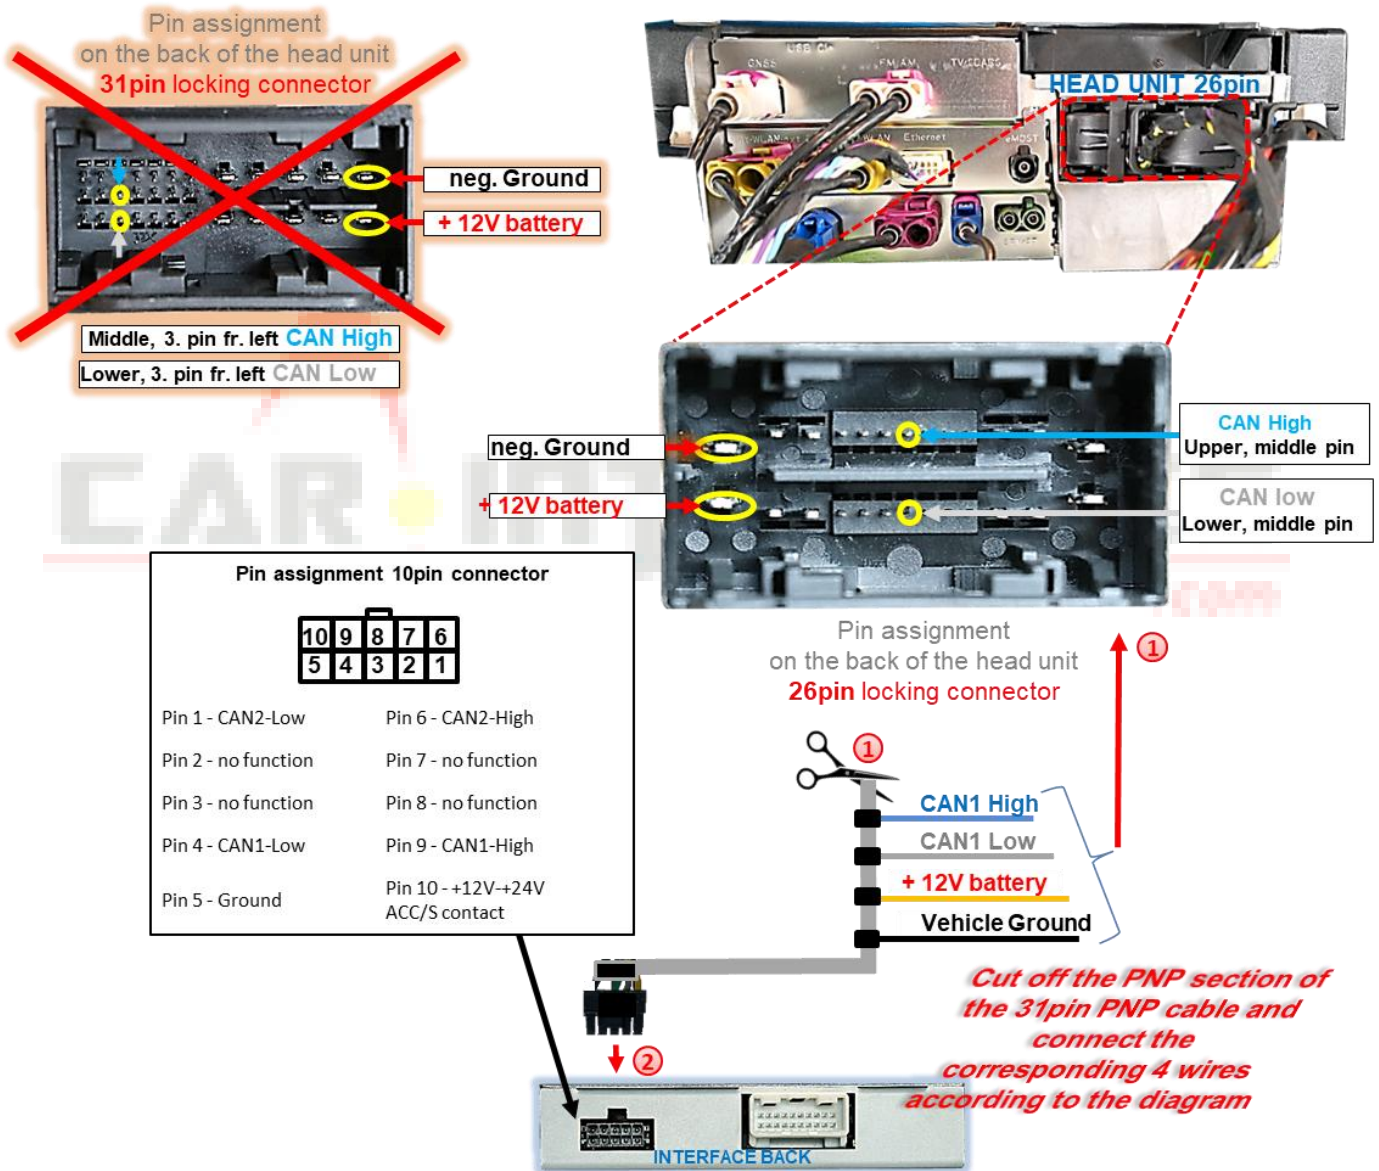 Pin assignment
on the back of the head unit
31pin locking connector
neg. Ground
+ 12V battery
Middle, 3. pin fr. left CAN High
Lower, 3. pin fr. left CAN Low
USB
GNSS
FM/AM
Ethernet
HEAD UNIT 26pin
neg. Ground
+ 12V battery
CAN High
Upper, middle pin
CAN low
Lower, middle pin
CAR
.com
Pin assignment
on the back of the head unit
26pin locking connector
Pin assignment 10pin connector
10 9 8 7 6
5 4 3 2 1
Pin 1 - CAN2-Low
Pin 6 - CAN2-High
Pin 2 - no function
Pin 7 - no function
Pin 3 - no function
Pin 8 - no function
Pin 4 - CAN1-Low
Pin 9 - CAN1-High
Pin 5 - Ground
Pin 10 - +12V-+24V
ACC/S contact
1
1
CAN1 High
CAN1 Low
+ 12V battery
Vehicle Ground
Cut off the PNP section of
the 31pin PNP cable and
connect the
corresponding 4 wires
according to the diagram
2
INTERFACE BACK